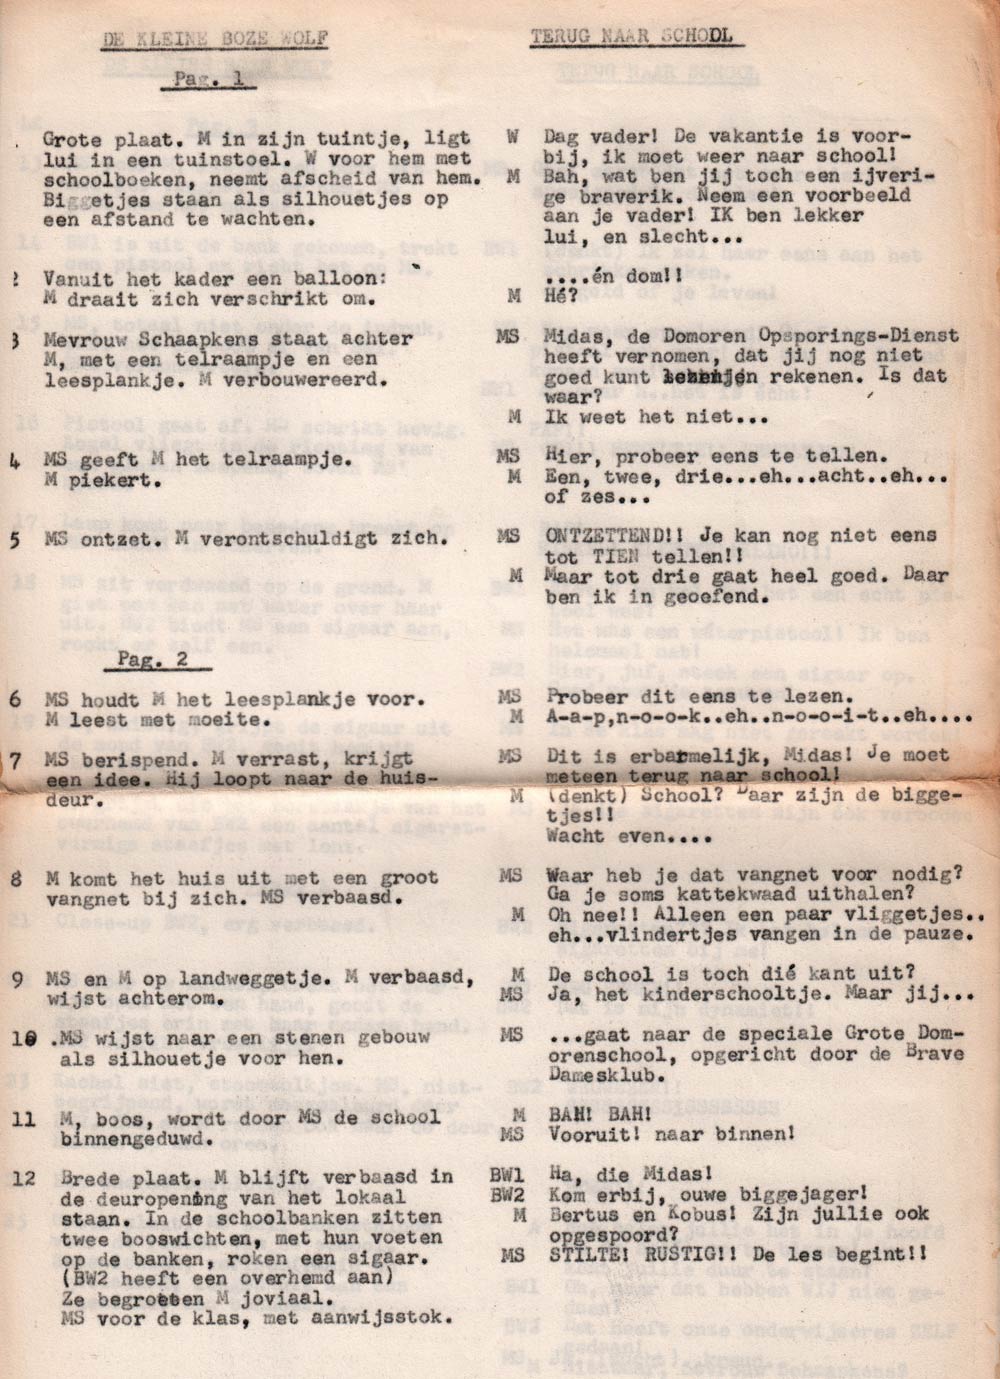 DE KLEINE BOZE WOLF
TERUG NAAR SCHOOL
Pag. 1
Grote plaat. M in zijn tuintje, ligt
lui in een tuinstoel. W voor hem met
schoolboeken, neemt afscheid van hem.
Biggetjes staan als silhouetjes op
een afstand te wachten.
W Dag vader! De vakantie is voor-
bij, ik moet weer naar school!
M Bah, wat ben jij toch een ijveri-
ge braverik. Neem een voorbeeld
aan je vader! IK ben lekker
lui, en slecht...
2 Vanuit het kader een balloon:
M draait zich verschrikt om.
....én dom!!
M Hé?
3 Mevrouw Schaapkens staat achter
M, met een telraampje en een
leesplankje. M verbouwereerd.
MS Midas, de Domoren Opsporings-Dienst
heeft vernomen, dat jij nog niet
goed kunt rekenen. Is dat
waar?
M Ik weet het niet...
4 MS geeft M het telraampje.
M piekert.
MS Hier, probeer eens te tellen.
M Een, twee, drie...eh...acht..eh...
of zes...
5 MS ontzet. M verontschuldigt zich.
MS ONTZETTEND!! Je kan nog niet eens
tot TIEN tellen!!
M Maar tot drie gaat heel goed. Daar
ben ik in geoefend.
Pag. 2
6 MS houdt M het leesplankje voor.
M leest met moeite.
MS Probeer dit eens te lezen.
M A-a-p,n-o-o-k..eh..n-o-o-i-t..eh....
7 MS berispend. M verrast, krijgt
een idee. Hij loopt naar de huis-
deur.
MS Dit is erbarmelijk, Midas! Je moet
meteen terug naar school!
M (denkt) School? Daar zijn de bigge-
tjes!!
Wacht even....
8 M komt het huis uit met een groot
vangnet bij zich. MS verbaasd.
MS Waar heb je dat vangnet voor nodig?
Ga je soms kattekwaad uithalen?
M Oh nee!! Alleen een paar vliggetjes..
eh...vlindertjes vangen in de pauze.
9 MS en M op landweggetje. M verbaasd,
wijst achterom.
M De school is toch dié kant uit?
MS Ja, het kinderschooltje. Maar jij...
10 .MS wijst naar een stenen gebouw
als silhouetje voor hen.
MS ...gaat naar de speciale Grote Dom-
orenschool, opgericht door de Brave
Damesklub.
11 M, boos, wordt door MS de school
binnengeduwd.
M BAH! BAH!
MS Vooruit! naar binnen!
12 Brede plaat. M blijft verbaasd in
de deuropening van het lokaal
staan. In de schoolbanken zitten
twee booswichten, met hun voeten
op de banken, roken een sigaar.
(BW2 heeft een overhemd aan)
Ze begroeten M joviaal.
MS voor de klas, met aanwijsstok.
BW1 Ha, die Midas!
BW2 Kom erbij, ouwe biggejager!
M Bertus en Kobus! Zijn jullie ook
opgespoord?
MS STILTE! RUSTIG!! De les begint!!